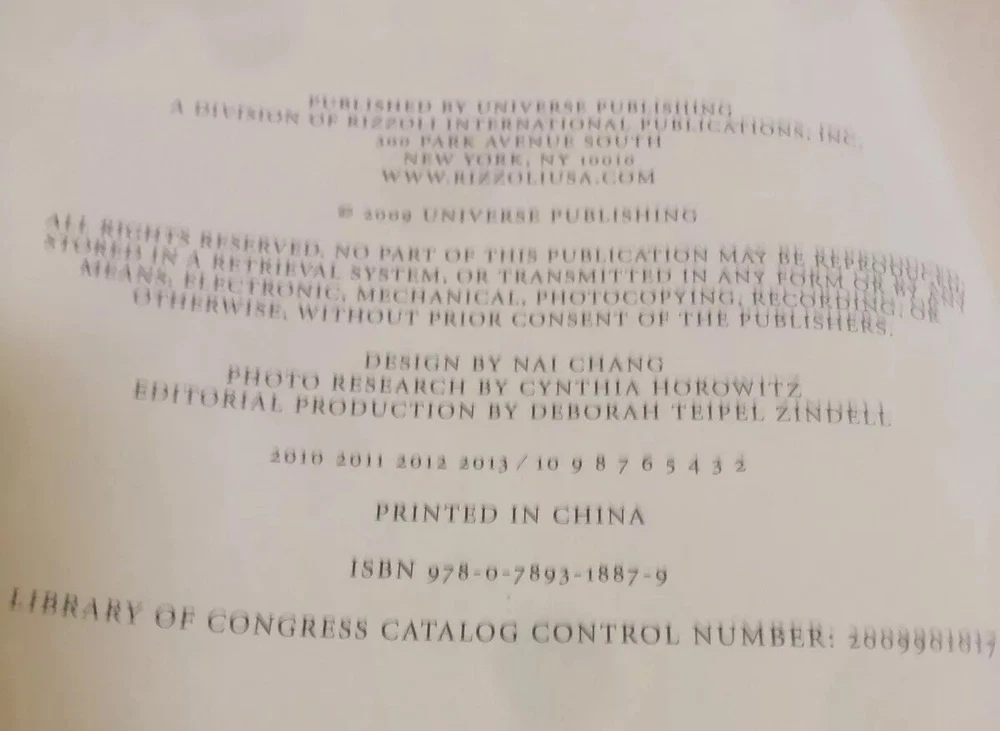 PUBLISHED BY UNIVERSE PUBLISHING
A DIVISION OF RIZZOLI INTERNATIONAL PUBLICATIONS, INC.
300 PARK AVENUE SOUTH
NEW YORK, NY 10010
WWW.RIZZOLIUSA.COM
© 2009 UNIVERSE PUBLISHING
ALL RIGHTS RESERVED. NO PART OF THIS PUBLICATION MAY BE REPRODUCED,
STORED IN A RETRIEVAL SYSTEM, OR TRANSMITTED IN ANY FORM OR BY ANY
MEANS, ELECTRONIC, MECHANICAL, PHOTOCOPYING, RECORDING, OR
OTHERWISE, WITHOUT PRIOR CONSENT OF THE PUBLISHERS.
DESIGN BY NAI CHANG
PHOTO RESEARCH BY CYNTHIA HOROWITZ
EDITORIAL PRODUCTION BY DEBORAH TEIPEL ZINDELL
2010 2011 2012 2013 / 10 9 8 7 6 5 4 3 2
PRINTED IN CHINA
ISBN 978-0-7893-1887-9
LIBRARY OF CONGRESS CATALOG CONTROL NUMBER: